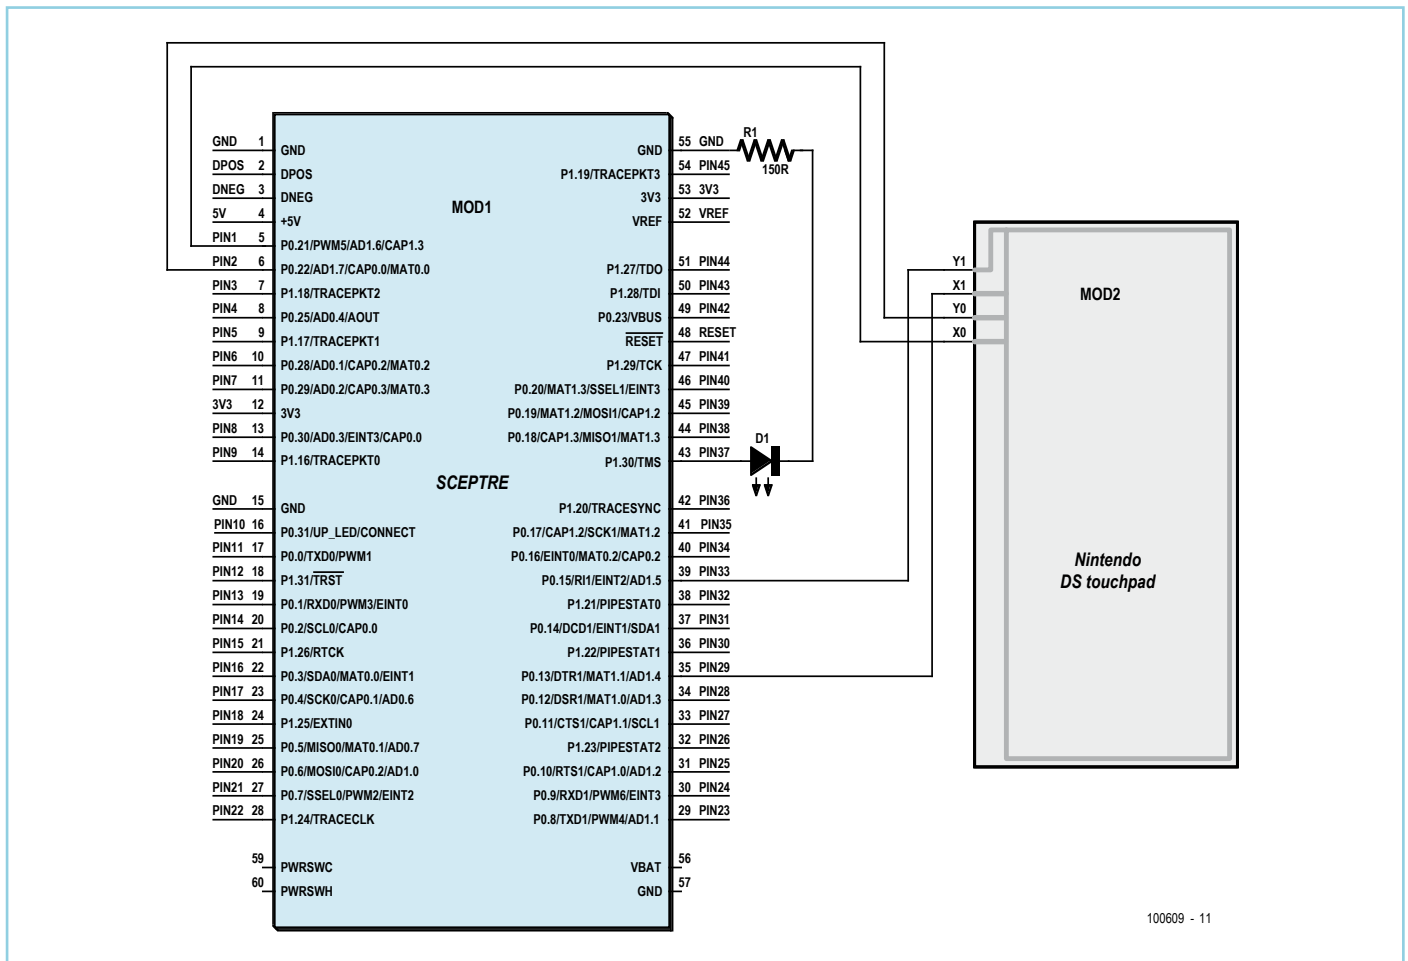 R1
150R
GND 1 GND
DPOS 2 DPOS
DNEG 3 DNEG
5V 4 +5V
PIN1 5 P0.21/PWM5/AD1.6/CAP1.3
PIN2 6 P0.22/AD1.7/CAP0.0/MAT0.0
PIN3 7 P1.18/TRACEPKT2
PIN4 8 P0.25/AD0.4/AOUT
PIN5 9 P1.17/TRACEPKT1
PIN6 10 P0.28/AD0.1/CAP0.2/MAT0.2
PIN7 11 P0.29/AD0.2/CAP0.3/MAT0.3
3V3 12 3V3
PIN8 13 P0.30/AD0.3/EINT3/CAP0.0
PIN9 14 P1.16/TRACEPKT0
GND 15 GND
PIN10 16 P0.31/UP_LED/CONNECT
PIN11 17 P0.0/TXD0/PWM1
PIN12 18 P1.31/TRST
PIN13 19 P0.1/RXD0/PWM3/EINT0
PIN14 20 P0.2/SCL0/CAP0.0
PIN15 21 P1.26/RTCK
PIN16 22 P0.3/SDA0/MAT0.0/EINT1
PIN17 23 P0.4/SCK0/CAP0.1/AD0.6
PIN18 24 P1.25/EXTIN0
PIN19 25 P0.5/MISO0/MAT0.1/AD0.7
PIN20 26 P0.6/MOSI0/CAP0.2/AD1.0
PIN21 27 P0.7/SSEL0/PWM2/EINT2
PIN22 28 P1.24/TRACECLK
59 PWRSWC
60 PWRSWH
MOD1
SCEPTRE
GND 55 GND
P1.19/TRACEPKT3 54 PIN45
3V3 53 3V3
VREF 52 VREF
P1.27/TDO 51 PIN44
P1.28/TDI 50 PIN43
P0.23/VBUS 49 PIN42
RESET 48 RESET
P1.29/TCK 47 PIN41
P0.20/MAT1.3/SSEL1/EINT3 46 PIN40
P0.19/MAT1.2/MOSI1/CAP1.2 45 PIN39
P0.18/CAP1.3/MISO1/MAT1.3 44 PIN38
P1.30/TMS 43 PIN37
P1.20/TRACESYNC 42 PIN36
P0.17/CAP1.2/SCK1/MAT1.2 41 PIN35
P0.16/EINT0/MAT0.2/CAP0.2 40 PIN34
P0.15/RI1/EINT2/AD1.5 39 PIN33
P1.21/PIPESTAT0 38 PIN32
P0.14/DCD1/EINT1/SDA1 37 PIN31
P1.22/PIPESTAT1 36 PIN30
P0.13/DTR1/MAT1.1/AD1.4 35 PIN29
P0.12/DSR1/MAT1.0/AD1.3 34 PIN28
P0.11/CTS1/CAP1.1/SCL1 33 PIN27
P1.23/PIPESTAT2 32 PIN26
P0.10/RTS1/CAP1.0/AD1.2 31 PIN25
P0.9/RXD1/PWM6/EINT3 30 PIN24
P0.8/TXD1/PWM4/AD1.1 29 PIN23
VBAT 56
GND 57
D1
Y1
X1
Y0
X0
MOD2
Nintendo
DS touchpad
100609 - 11